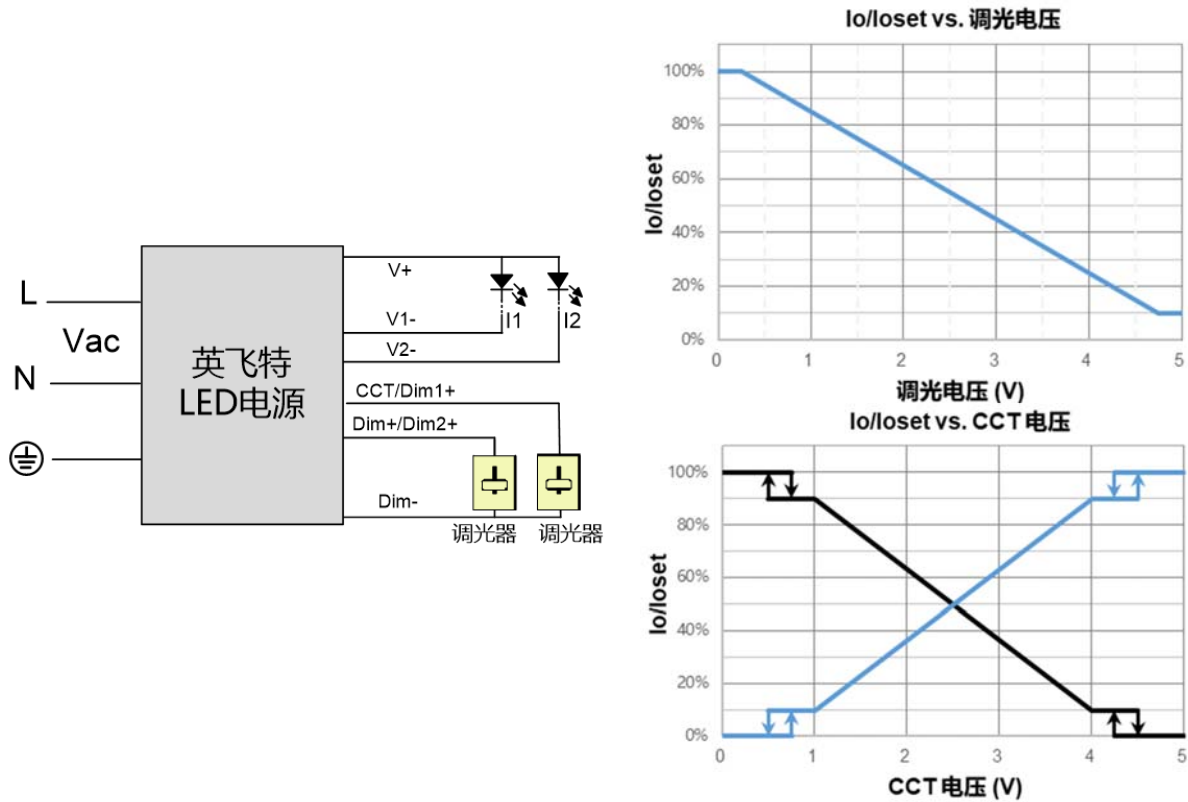 L
Vac
N
英飞特
LED电源
V+
V1-
I1
I2
V2-
CCT/Dim1+
Dim+/Dim2+
Dim-
调光器
调光器
Io/Ioset vs. 调光电压
Io/Ioset
100%
80%
60%
40%
20%
0%
0 1 2 3 4 5
调光电压 (V)
Io/Ioset vs. CCT电压
Io/Ioset
100%
80%
60%
40%
20%
0%
0 1 2 3 4 5
CCT电压 (V)